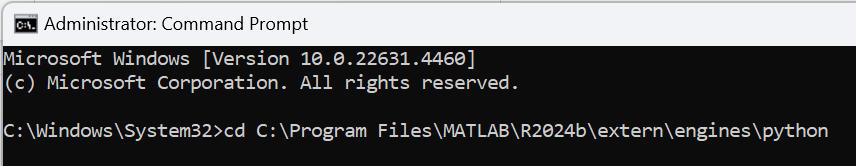 Administrator: Command Prompt
Microsoft Windows [Version 10.0.22631.4460]
(c) Microsoft Corporation. All rights reserved.
C:\Windows\System32>cd C:\Program Files\MATLAB\R2024b\extern\engines\python